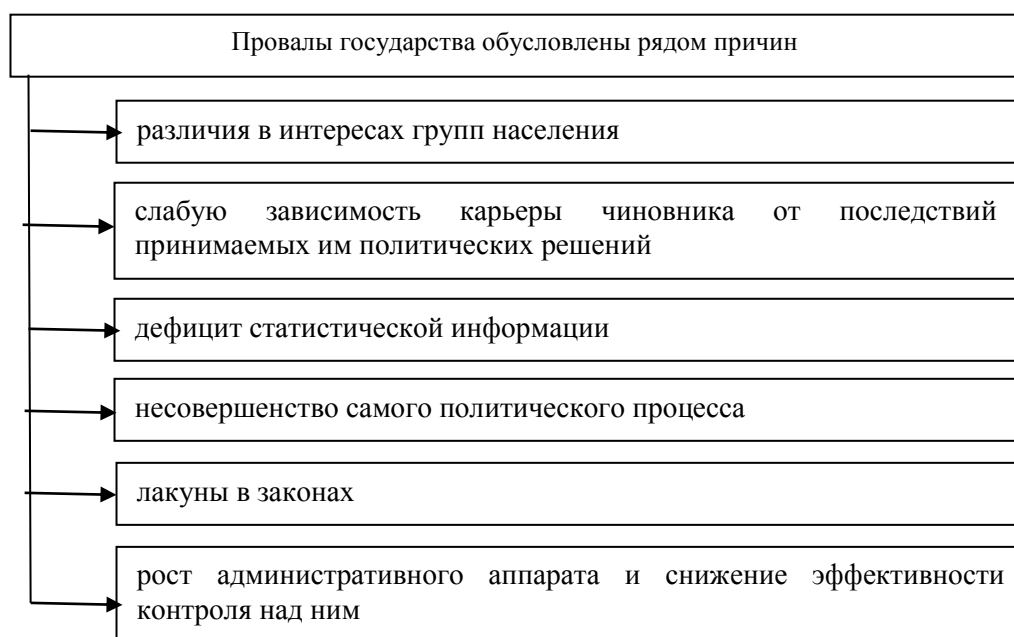 Провалы государства обусловлены рядом причин
различия в интересах групп населения
слабую зависимость карьеры чиновника от последствий
принимаемых им политических решений
дефицит статистической информации
несовершенство самого политического процесса
лакуны в законах
рост административного аппарата и снижение эффективности
контроля над ним